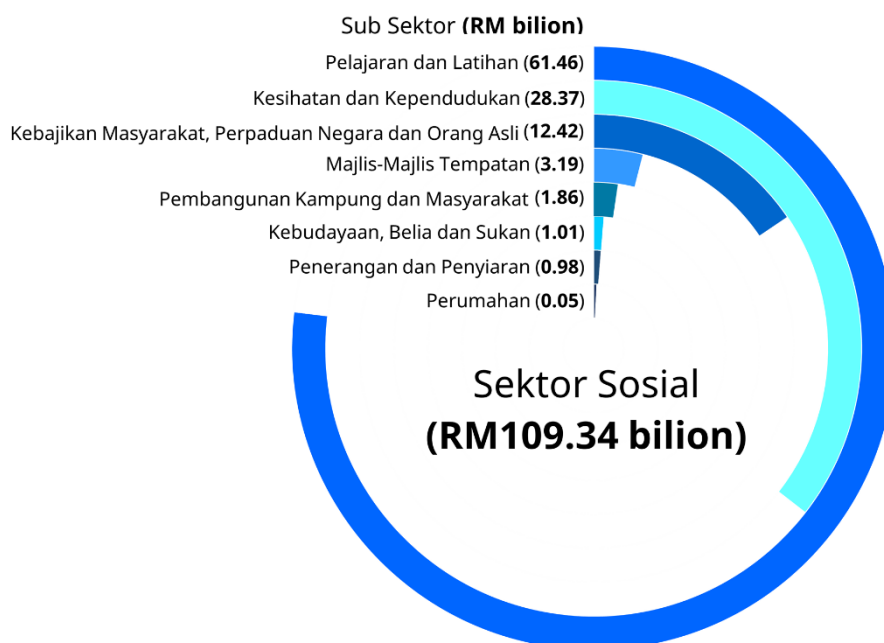 Sub Sektor (RM bilion)
Pelajaran dan Latihan (61.46)
Kesihatan dan Kependudukan (28.37)
Kebajikan Masyarakat, Perpaduan Negara dan Orang Asli (12.42)
Majlis-Majlis Tempatan (3.19)
Pembangunan Kampung dan Masyarakat (1.86)
Kebudayaan, Belia dan Sukan (1.01)
Penerangan dan Penyiaran (0.98)
Perumahan (0.05)
Sektor Sosial
(RM109.34 bilion)